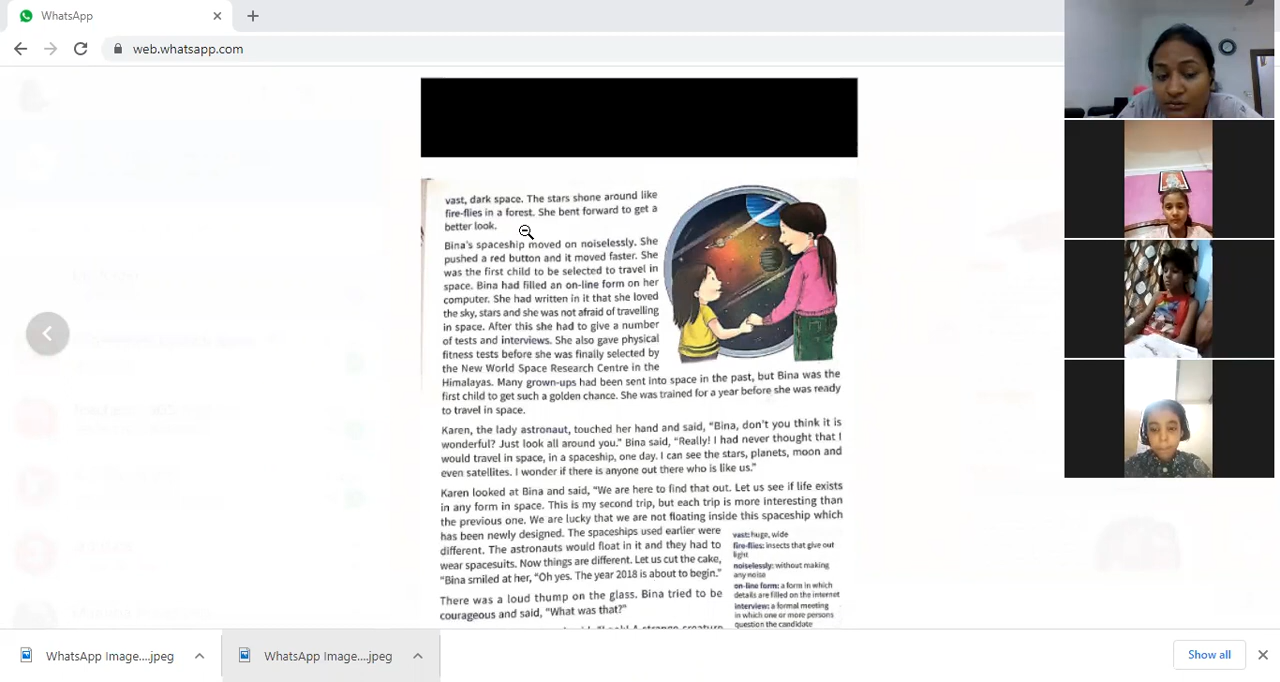 WhatsApp
web.whatsapp.com
vast, dark space. The stars shone around like
fire-flies in a forest. She bent forward to get a
better look.
Bina's spaceship moved on noiselessly. She
pushed a red button and it moved faster. She
was the first child to be selected to travel in
space. Bina had filled an on-line form on her
computer. She had written in it that she loved
the sky, stars and she was not afraid of travelling
in space. After this she had to give a number
of tests and interviews. She also gave physical
fitness tests before she was finally selected by
the New World Space Research Centre in the
Himalayas. Many grown-ups had been sent into space in the past, but Bina was the
first child to get such a golden chance. She was trained for a year before she was ready
to travel in space.
Karen, the lady astronaut, touched her hand and said, "Bina, don't you think it is
wonderful? Just look all around you." Bina said, "Really! I had never thought that I
would travel in space, in a spaceship, one day. I can see the stars, planets, moon and
even satellites. I wonder if there is anyone out there who is like us."
Karen looked at Bina and said, "We are here to find that out. Let us see if life exists
in any form in space. This is my second trip, but each trip is more interesting than
the previous one. We are lucky that we are not floating inside this spaceship which
has been newly designed. The spaceships used earlier were
different. The astronauts would float in it and they had to
wear spacesuits. Now things are different. Let us cut the cake,
"Bina smiled at her, "Oh yes. The year 2018 is about to begin."
There was a loud thump on the glass. Bina tried to be
courageous and said, "What was that?"
"Look! A strange creature
vast: huge, wide
fire-flies: insects that give out
light
noiselessly: without making
any noise
on-line form: a form in which
details are filled on the internet
interview: a formal meeting
in which one or more persons
question the candidate
WhatsApp Image....jpeg
WhatsApp Image....jpeg
Show all